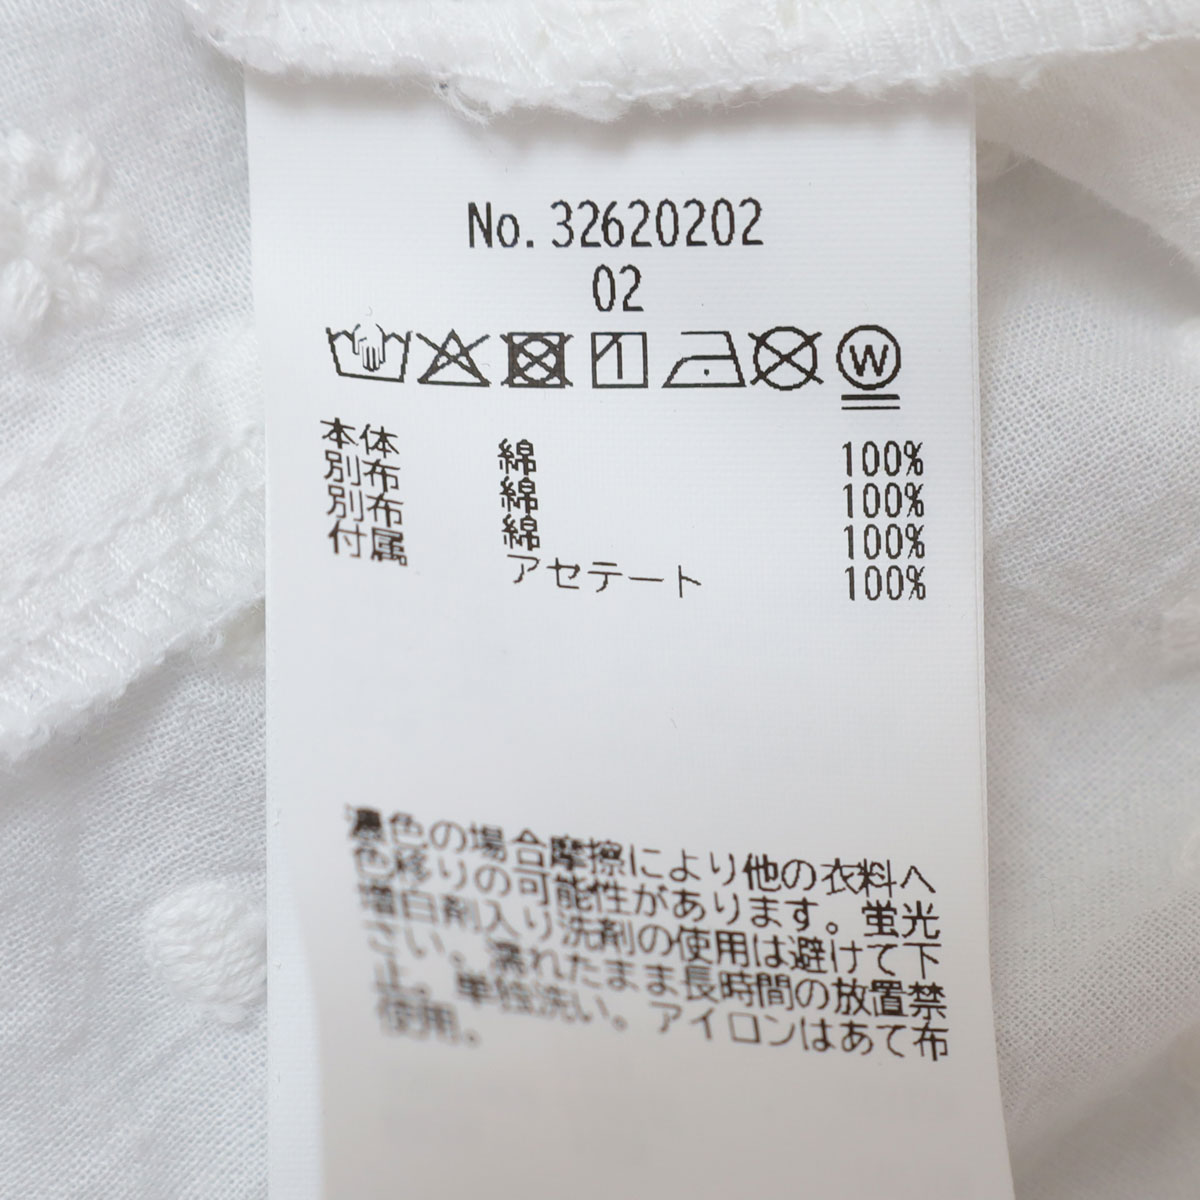 No. 32620202
02
W
本体 綿 100%
別布 綿 100%
別布 綿 100%
付属 アセテート 100%
濃色の場合摩擦により他の衣料へ
色移りの可能性があります。蛍光
増白剤入り洗剤の使用は避けて下
さい。濡れたまま長時間の放置禁
止。単独洗い。アイロンはあて布
使用。